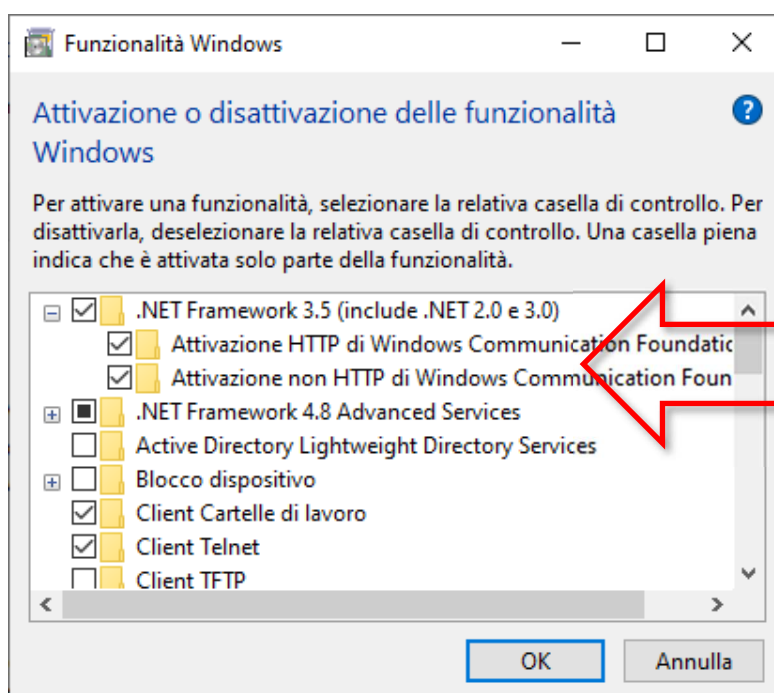 Funzionalità Windows
Attivazione o disattivazione delle funzionalità
Windows
Per attivare una funzionalità, selezionare la relativa casella di controllo. Per
disattivarla, deselezionare la relativa casella di controllo. Una casella piena
indica che è attivata solo parte della funzionalità.
.NET Framework 3.5 (include .NET 2.0 e 3.0)
Attivazione HTTP di Windows Communication Foundatic
Attivazione non HTTP di Windows Communication Foun
.NET Framework 4.8 Advanced Services
Active Directory Lightweight Directory Services
Blocco dispositivo
Client Cartelle di lavoro
Client Telnet
Client TFTP
OK Annulla